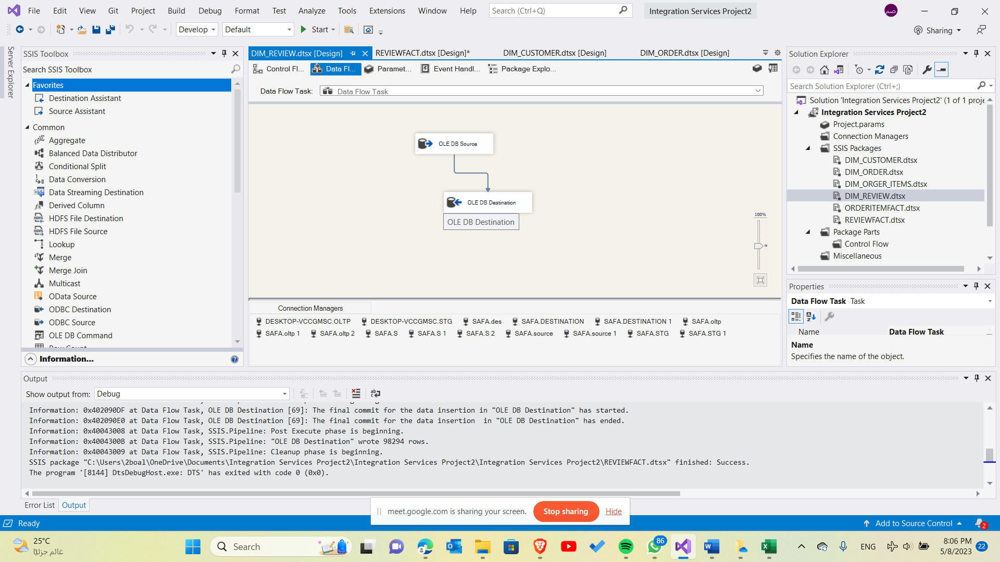 File Edit View Git Project Build Debug Format Test Analyze Tools Extensions Window Help Search (Ctrl+Q) Integration Services Project2 صم
Develop Default Start Sharing
Server Explorer
SSIS Toolbox
Search SSIS Toolbox
Favorites
Destination Assistant
Source Assistant
Common
Aggregate
Balanced Data Distributor
Conditional Split
Data Conversion
Data Streaming Destination
Derived Column
HDFS File Destination
HDFS File Source
Lookup
Merge
Merge Join
Multicast
OData Source
ODBC Destination
ODBC Source
OLE DB Command
Row Count
Information...
DIM_REVIEW.dtsx [Design] REVIEWFACT.dtsx [Design]* DIM_CUSTOMER.dtsx [Design] DIM_ORDER.dtsx [Design]
Control Fl... Data Fl... Paramet... Event Handl... Package Explo...
Data Flow Task: Data Flow Task
OLE DB Source
OLE DB Destination
OLE DB Destination
100%
Connection Managers
DESKTOP-VCCGMSC.OLTP DESKTOP-VCCGMSC.STG SAFA.des SAFA.DESTINATION SAFA.DESTINATION 1 SAFA.oltp
SAFA.oltp 1 SAFA.oltp 2 SAFA.S SAFA.S 1 SAFA.S 2 SAFA.source SAFA.source 1 SAFA.STG SAFA.STG 1
Solution Explorer
Search Solution Explorer (Ctrl+;)
Solution 'Integration Services Project2' (1 of 1 proje
Integration Services Project2
Project.params
Connection Managers
SSIS Packages
DIM_CUSTOMER.dtsx
DIM_ORDER.dtsx
DIM_ORGER_ITEMS.dtsx
DIM_REVIEW.dtsx
ORDERITEMFACT.dtsx
REVIEWFACT.dtsx
Package Parts
Control Flow
Miscellaneous
Properties
Data Flow Task Task
Name Data Flow Task
Name
Specifies the name of the object.
Output
Show output from: Debug
Information: 0x402090DF at Data Flow Task, OLE DB Destination [69]: The final commit for the data insertion in "OLE DB Destination" has started.
Information: 0x402090E0 at Data Flow Task, OLE DB Destination [69]: The final commit for the data insertion  in "OLE DB Destination" has ended.
Information: 0x40043008 at Data Flow Task, SSIS.Pipeline: Post Execute phase is beginning.
Information: 0x4004300B at Data Flow Task, SSIS.Pipeline: "OLE DB Destination" wrote 98294 rows.
Information: 0x40043009 at Data Flow Task, SSIS.Pipeline: Cleanup phase is beginning.
SSIS package "C:\Users\2boal\OneDrive\Documents\Integration Services Project2\Integration Services Project2\Integration Services Project2\REVIEWFACT.dtsx" finished: Success.
The program '[8144] DtsDebugHost.exe: DTS' has exited with code 0 (0x0).
Error List Output
meet.google.com is sharing your screen. Stop sharing Hide
Ready Add to Source Control 2
25°C
غائم جزئيًا
Search 86 ENG
8:06 PM
5/8/2023 22